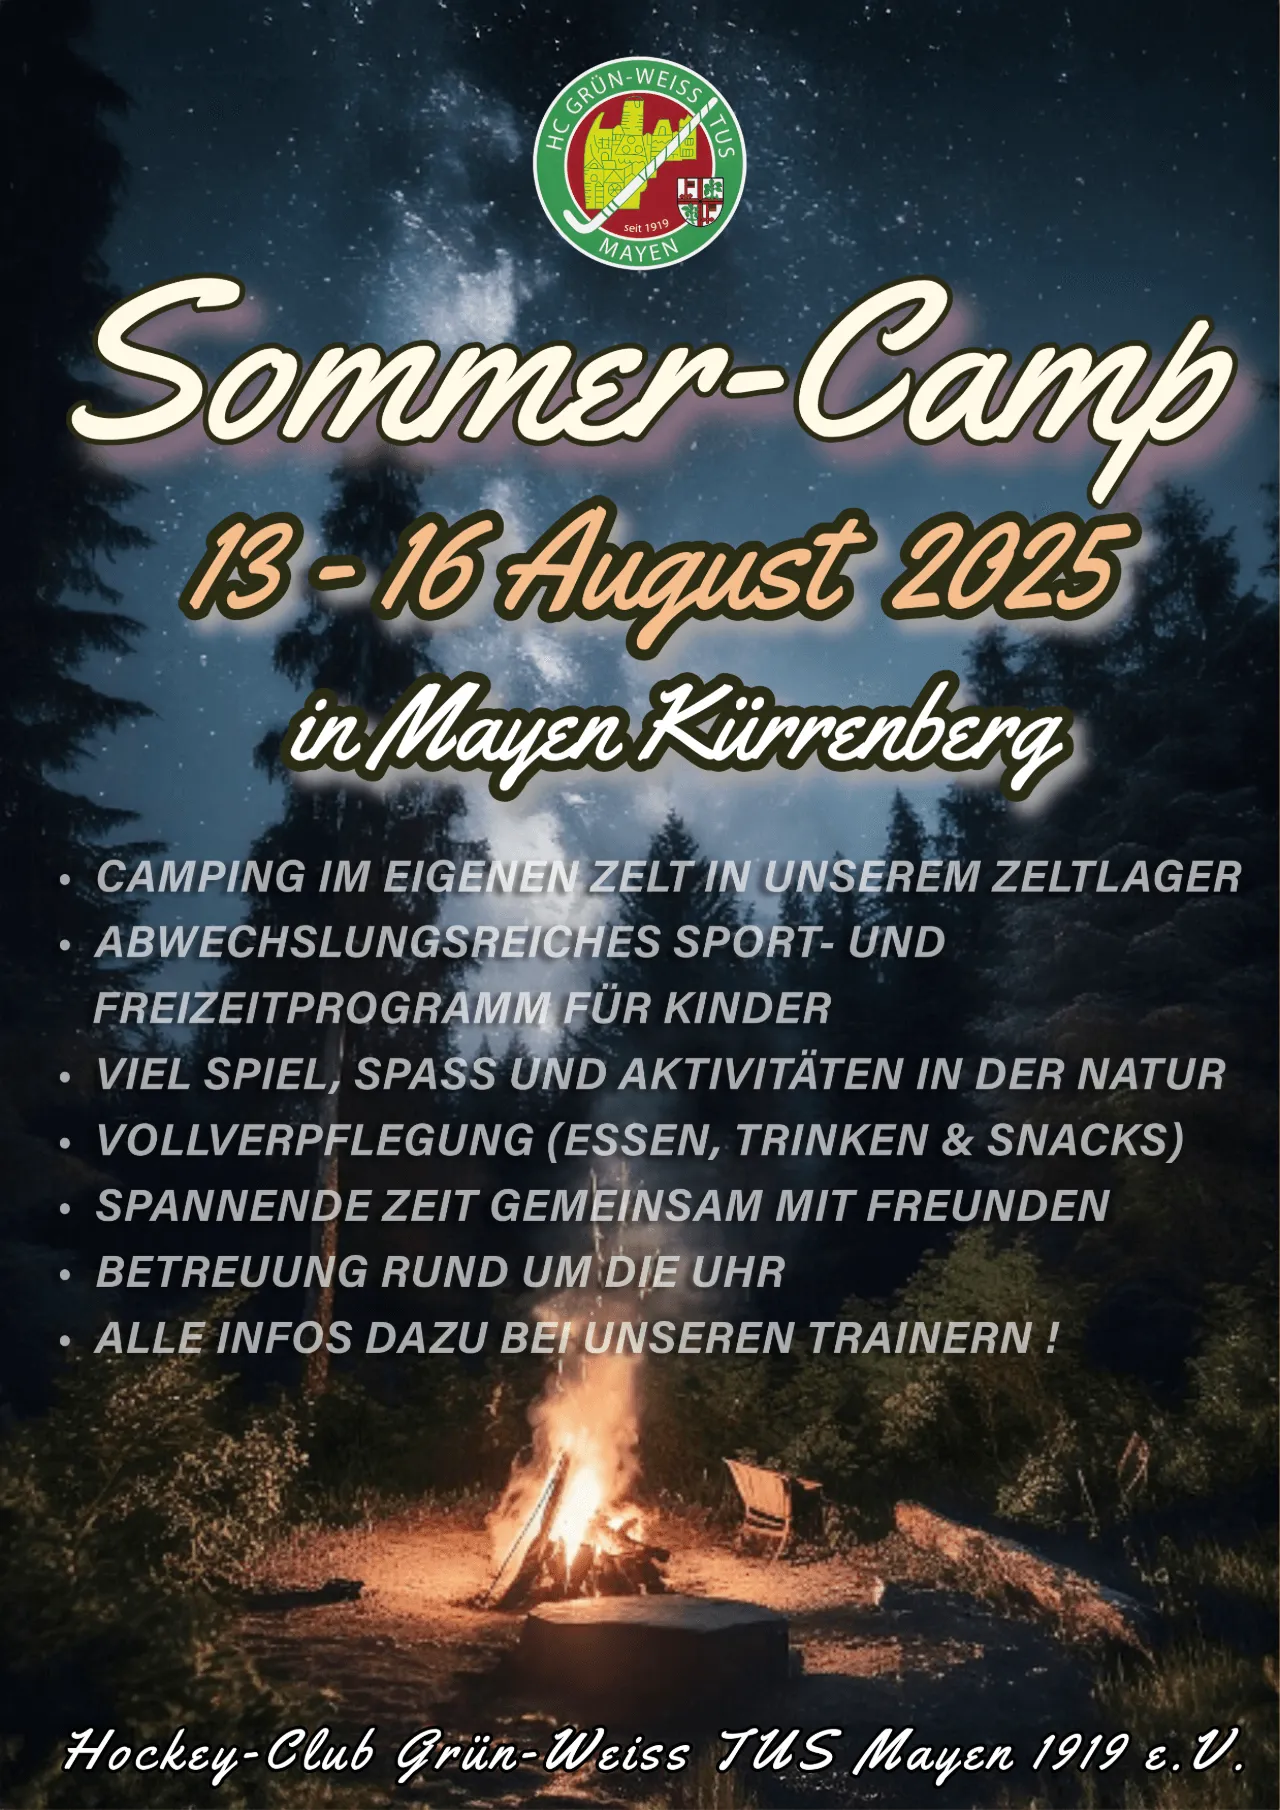 HC GRÜN-WEISS TUS
seit 1919
MAYEN
Sommer-Camp
13 - 16 August 2025
in Mayen Kürrenberg
• CAMPING IM EIGENEN ZELT IN UNSEREM ZELTLAGER
• ABWECHSLUNGSREICHES SPORT- UND
FREIZEITPROGRAMM FÜR KINDER
• VIEL SPIEL, SPASS UND AKTIVITÄTEN IN DER NATUR
• VOLLVERPFLEGUNG (ESSEN, TRINKEN & SNACKS)
• SPANNENDE ZEIT GEMEINSAM MIT FREUNDEN
• BETREUUNG RUND UM DIE UHR
• ALLE INFOS DAZU BEI UNSEREN TRAINERN !
Hockey-Club Grün-Weiss TUS Mayen 1919 e.V.